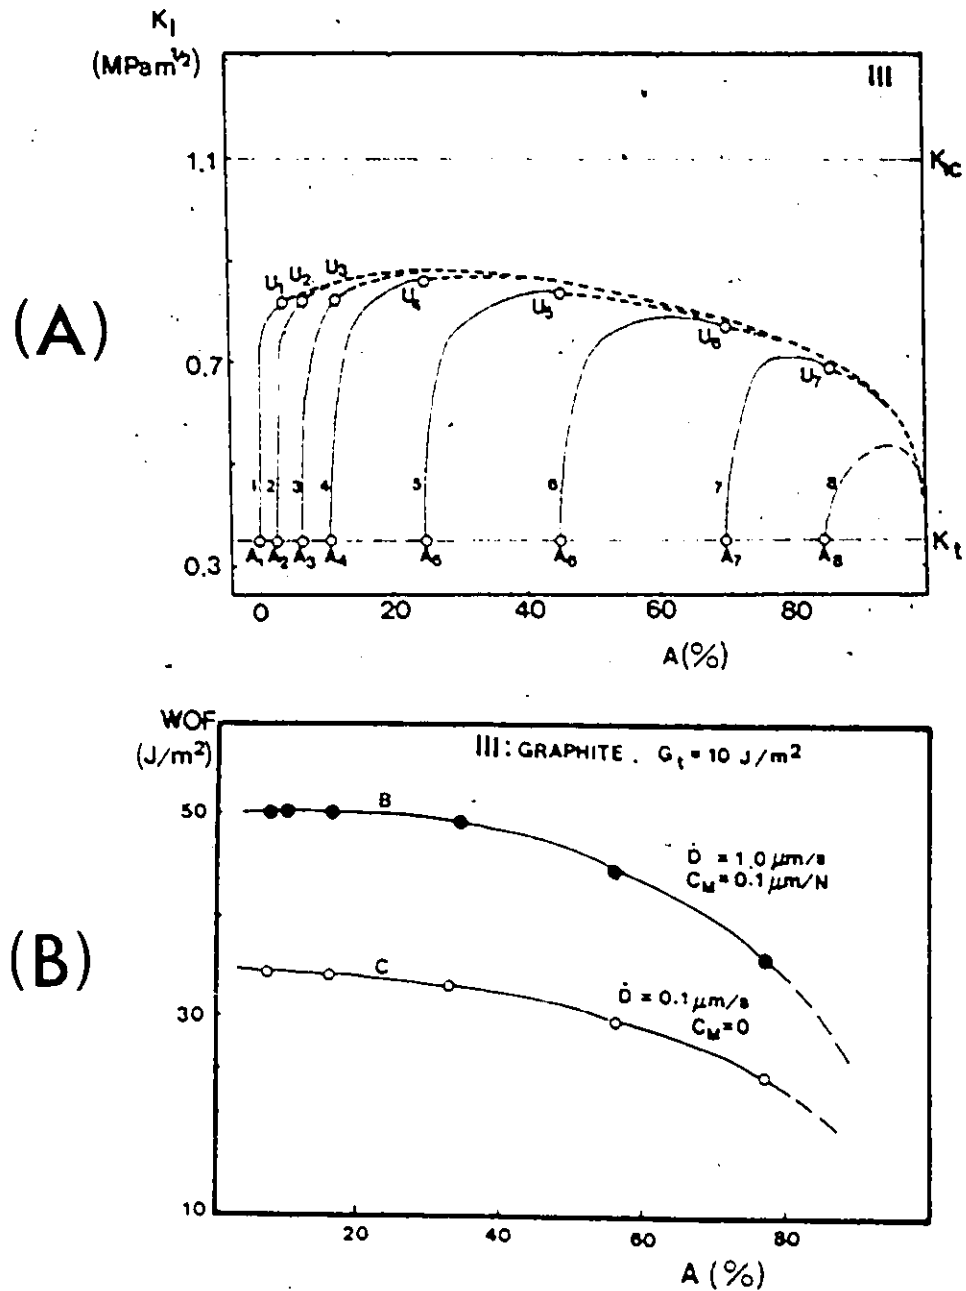 K_I
(MPam^1/2)
III
1.1
K_IC
U_1
U_2
U_3
U_4
U_5
U_6
U_7
0.7
1
2
3
4
5
6
7
8
A_1
A_2
A_3
A_4
A_5
A_6
A_7
A_8
K_t
0.3
0
20
40
60
80
A(%)
(A)
WOF
(J/m²)
III: GRAPHITE. G_t = 10 J/m²
50
B
Ḋ = 1.0 μm/s
C_M = 0.1 μm/N
(B)
C
Ḋ = 0.1 μm/s
C_M = 0
30
10
20
40
60
80
A (%)